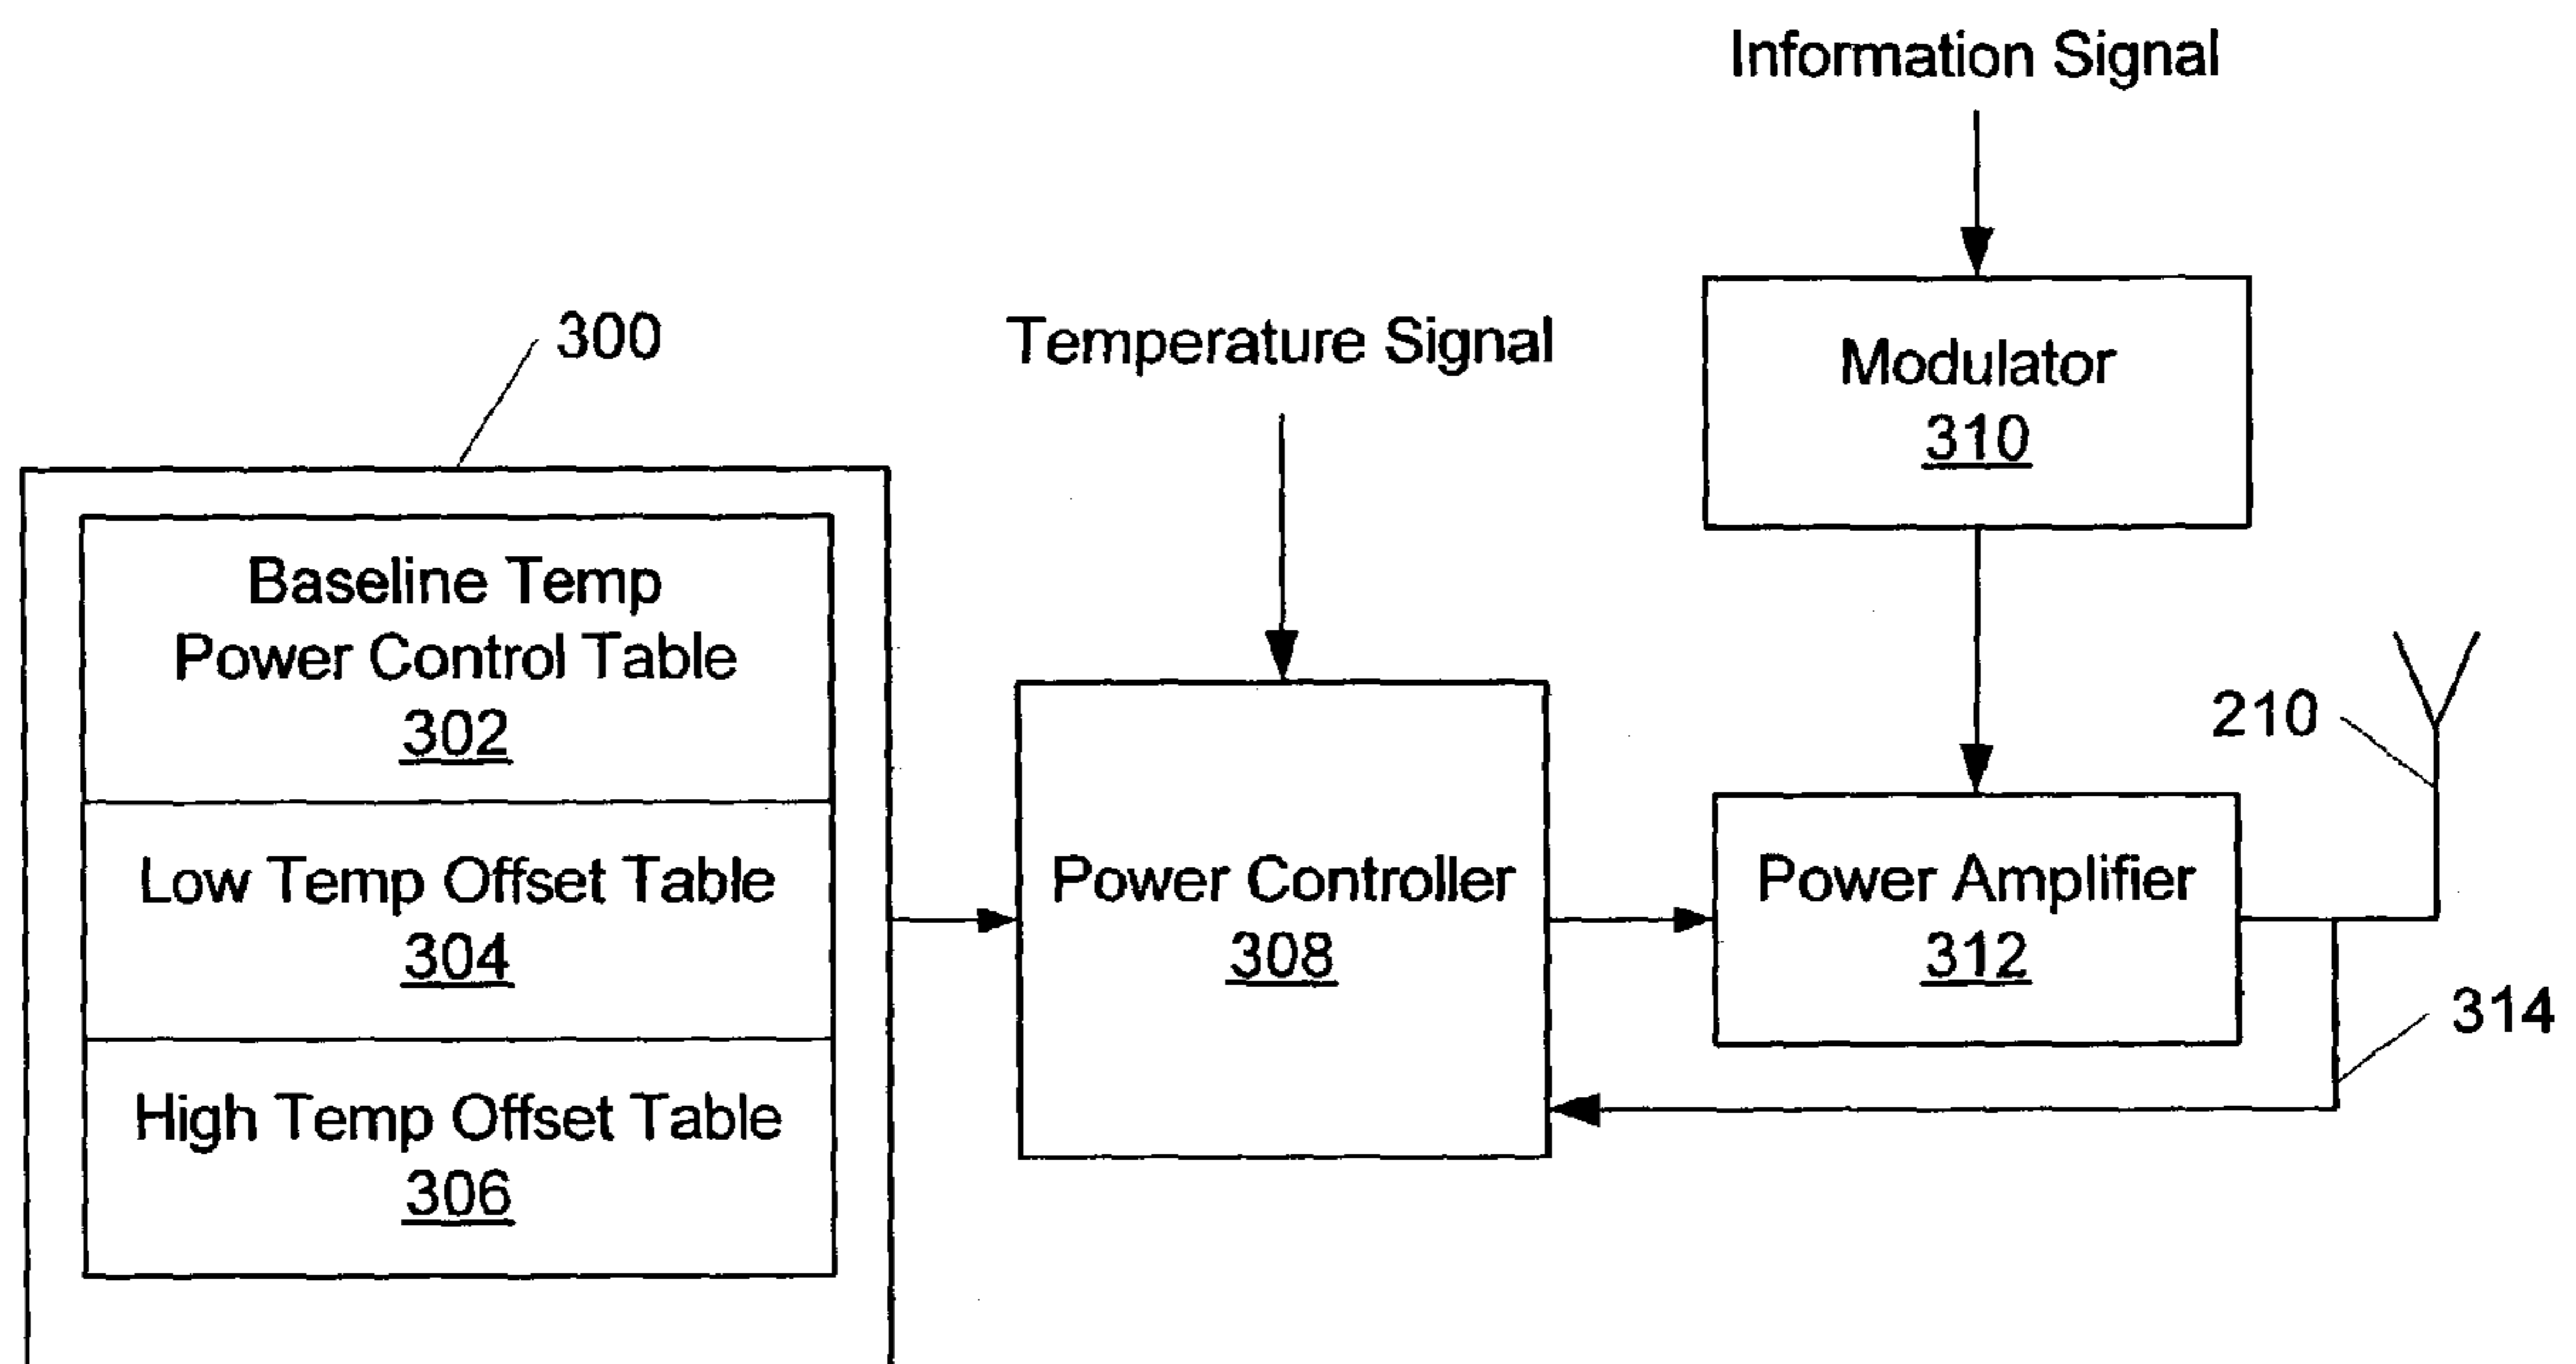 Information Signal
300
Temperature Signal
Modulator
310
Baseline Temp
Power Control Table
302
210
Low Temp Offset Table
304
Power Controller
308
Power Amplifier
312
314
High Temp Offset Table
306